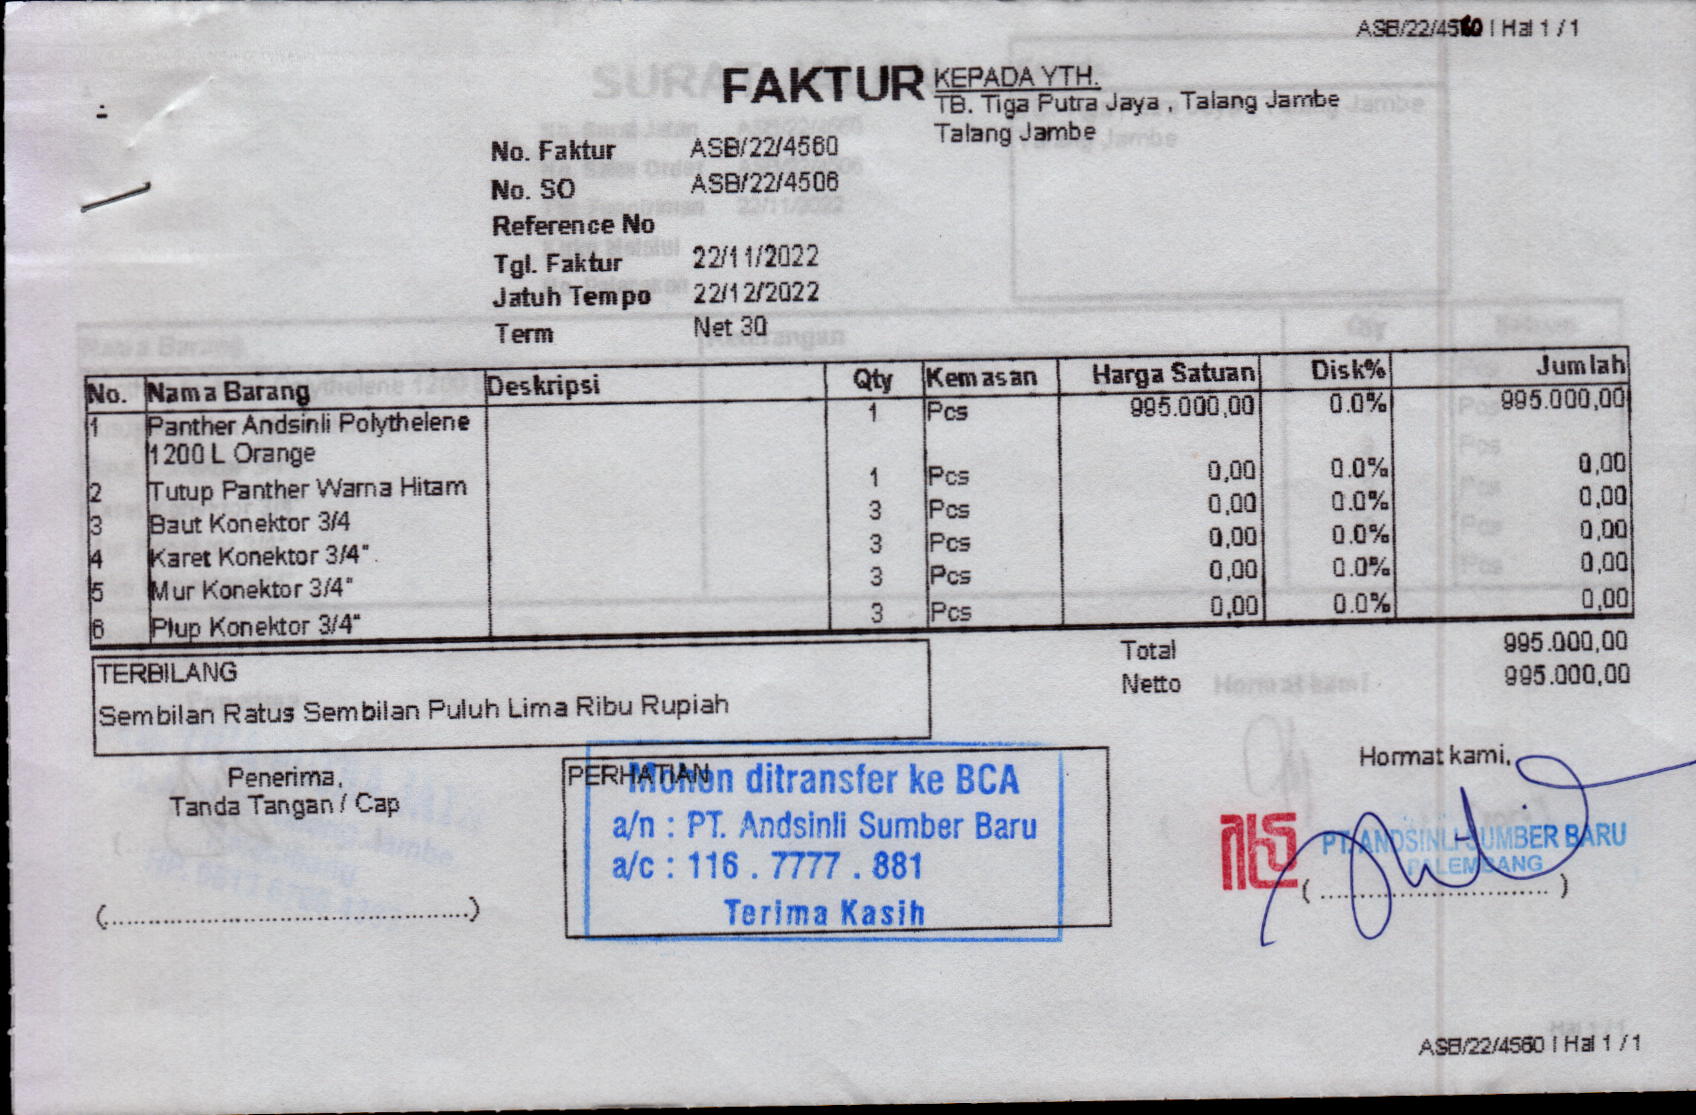 ASB/22/4560 | Hal 1 / 1
FAKTUR
KEPADA YTH.
TB. Tiga Putra Jaya , Talang Jambe
Talang Jambe
No. Faktur ASB/22/4560
No. SO ASB/22/4506
Reference No
Tgl. Faktur 22/11/2022
Jatuh Tempo 22/12/2022
Term Net 30
No. Nama Barang Deskripsi Qty Kemasan Harga Satuan Disk% Jumlah
1 Panther Andsinli Polythelene 1 Pcs 995.000,00 0.0% 995.000,00
1200 L Orange
2 Tutup Panther Warna Hitam 1 Pcs 0,00 0.0% 0,00
3 Baut Konektor 3/4 3 Pcs 0,00 0.0% 0,00
4 Karet Konektor 3/4" 3 Pcs 0,00 0.0% 0,00
5 Mur Konektor 3/4" 3 Pcs 0,00 0.0% 0,00
6 Plup Konektor 3/4" 3 Pcs 0,00 0.0% 0,00
Total 995.000,00
Netto 995.000,00
TERBILANG
Sembilan Ratus Sembilan Puluh Lima Ribu Rupiah
Penerima,
Tanda Tangan / Cap
(..........................................)
PERHATIAN
Mohon ditransfer ke BCA
a/n : PT. Andsinli Sumber Baru
a/c : 116 . 7777 . 881
Terima Kasih
Hormat kami,
PT. ANDSINLI SUMBER BARU
PALEMBANG
( .............................. )
ASB/22/4560 | Hal 1 / 1